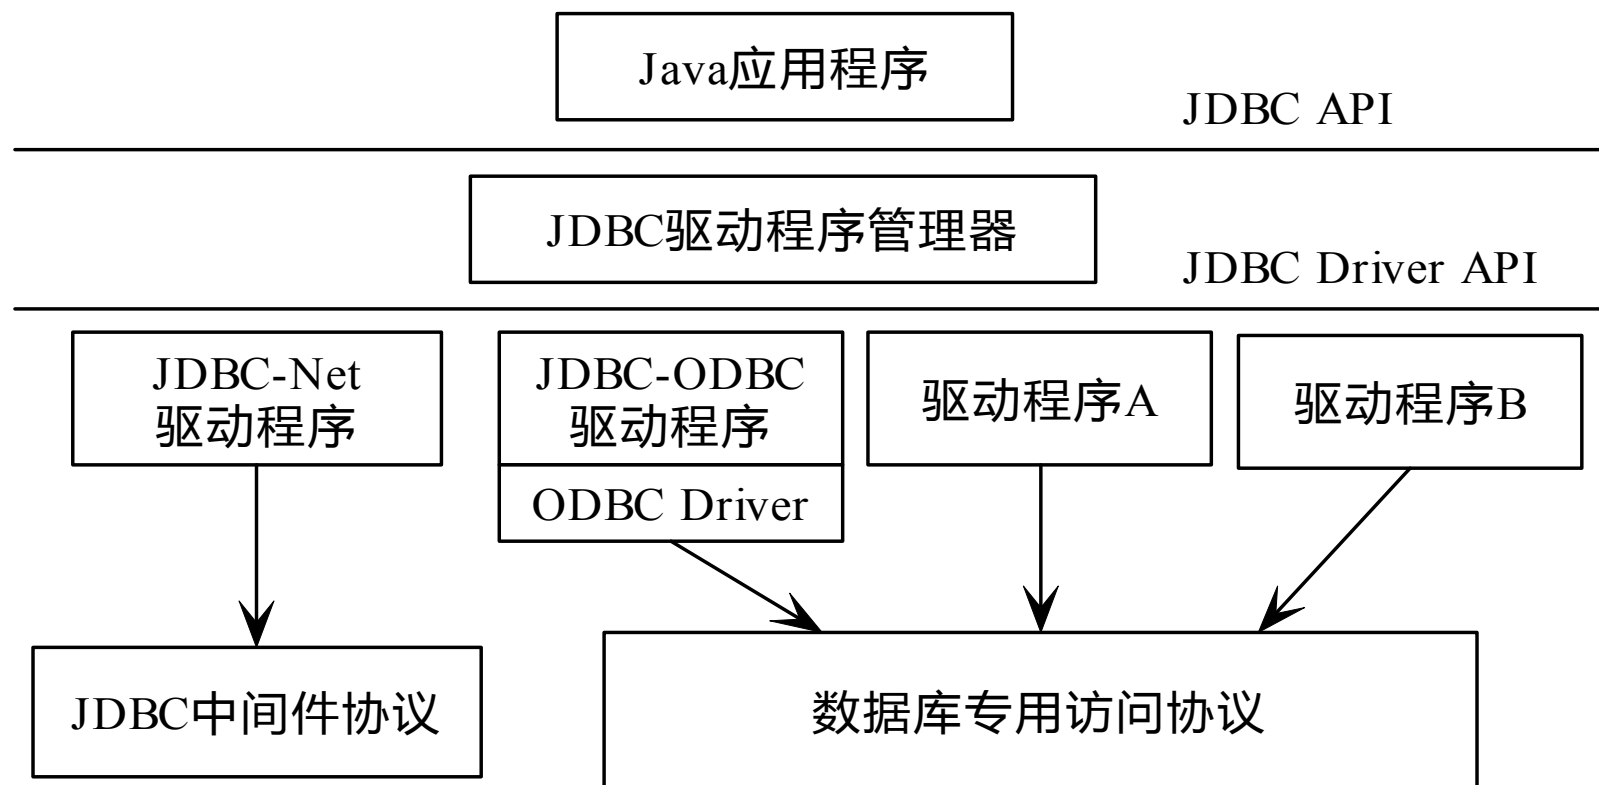 Java应用程序
JDBC API
JDBC驱动程序管理器
JDBC Driver API
JDBC-Net
驱动程序
JDBC-ODBC
驱动程序
ODBC Driver
驱动程序A
驱动程序B
JDBC中间件协议
数据库专用访问协议